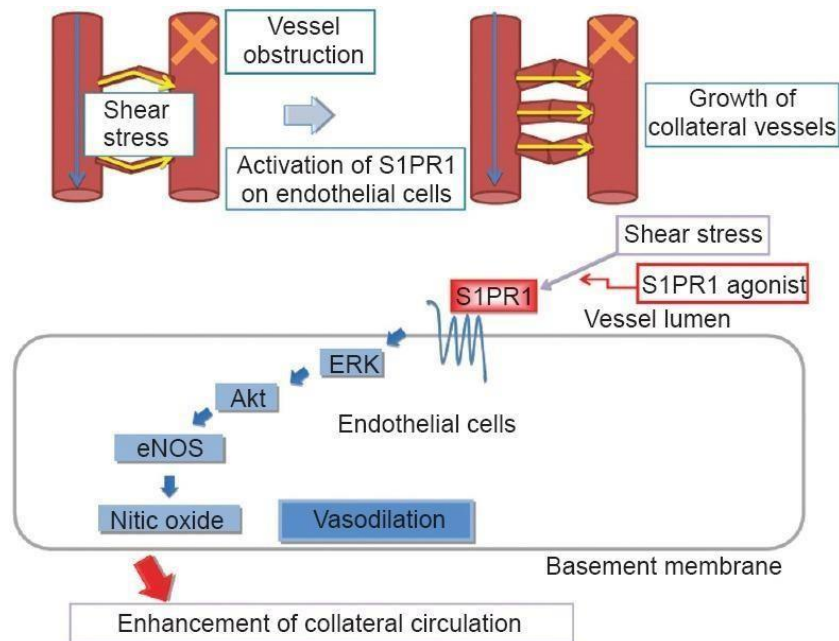 Vessel
obstruction
Shear
stress
Activation of S1PR1
on endothelial cells
Growth of
collateral vessels
Shear stress
S1PR1 agonist
S1PR1
Vessel lumen
ERK
Akt
Endothelial cells
eNOS
Nitic oxide
Vasodilation
Basement membrane
Enhancement of collateral circulation